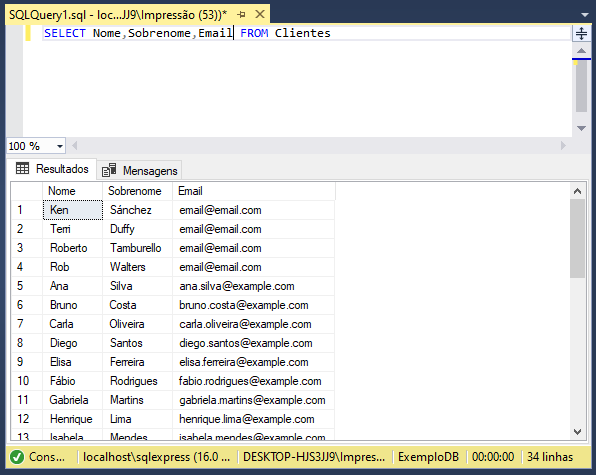 SQLQuery1.sql - loc...JJ9\Impressão (53))*
SELECT Nome,Sobrenome,Email FROM Clientes
100 %
Resultados Mensagens
Nome Sobrenome Email
1 Ken Sánchez email@email.com
2 Terri Duffy email@email.com
3 Roberto Tamburello email@email.com
4 Rob Walters email@email.com
5 Ana Silva ana.silva@example.com
6 Bruno Costa bruno.costa@example.com
7 Carla Oliveira carla.oliveira@example.com
8 Diego Santos diego.santos@example.com
9 Elisa Ferreira elisa.ferreira@example.com
10 Fábio Rodrigues fabio.rodrigues@example.com
11 Gabriela Martins gabriela.martins@example.com
12 Henrique Lima henrique.lima@example.com
13 Isabela Mendes isabela.mendes@example.com
Cons... localhost\sqlexpress (16.0 ... DESKTOP-HJS3JJ9\Impres... ExemploDB 00:00:00 34 linhas